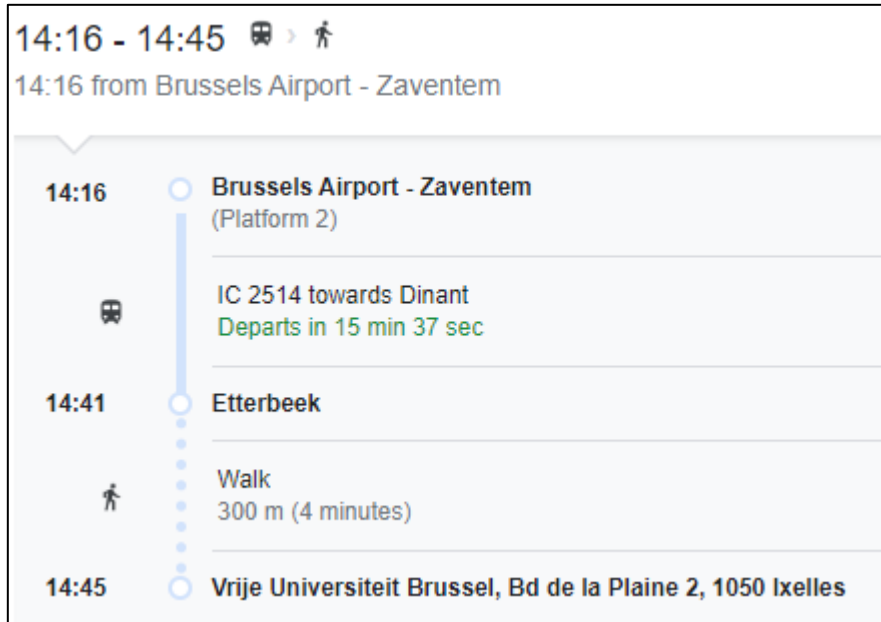 14:16 - 14:45
14:16 from Brussels Airport - Zaventem
14:16 Brussels Airport - Zaventem
(Platform 2)
IC 2514 towards Dinant
Departs in 15 min 37 sec
14:41 Etterbeek
Walk
300 m (4 minutes)
14:45 Vrije Universiteit Brussel, Bd de la Plaine 2, 1050 Ixelles